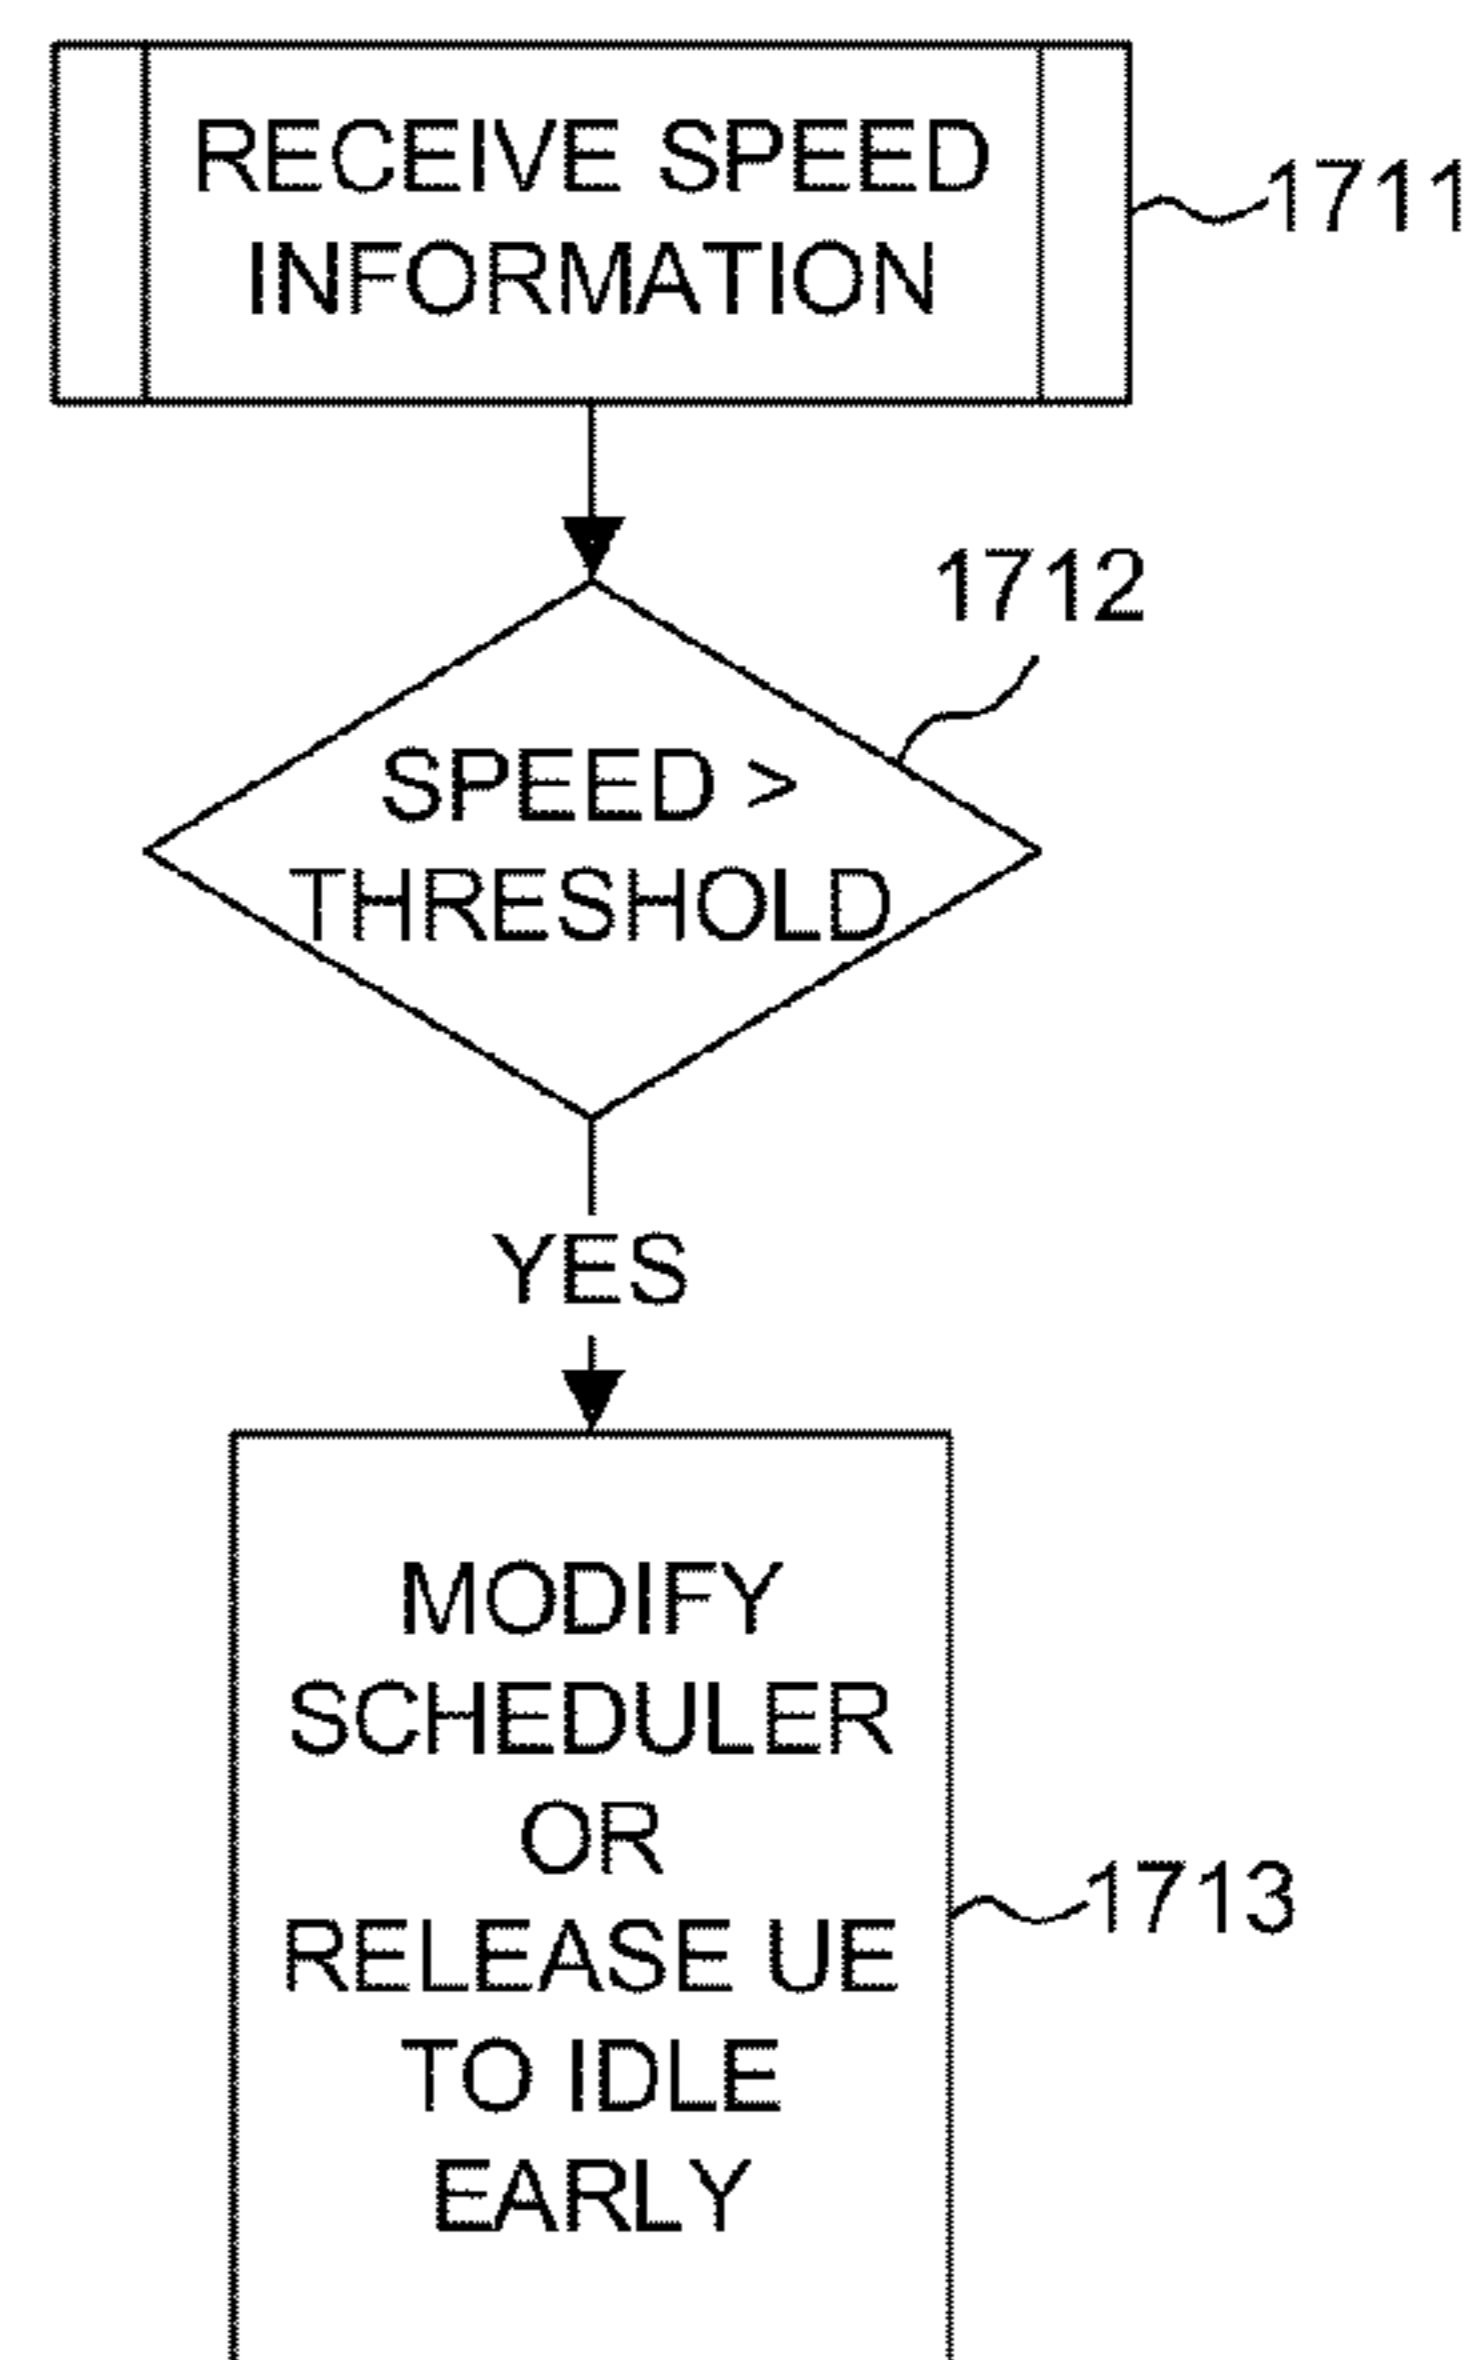 RECEIVE SPEED
INFORMATION
1711
1712
SPEED >
THRESHOLD
YES
MODIFY
SCHEDULER
OR
RELEASE UE
TO IDLE
EARLY
1713